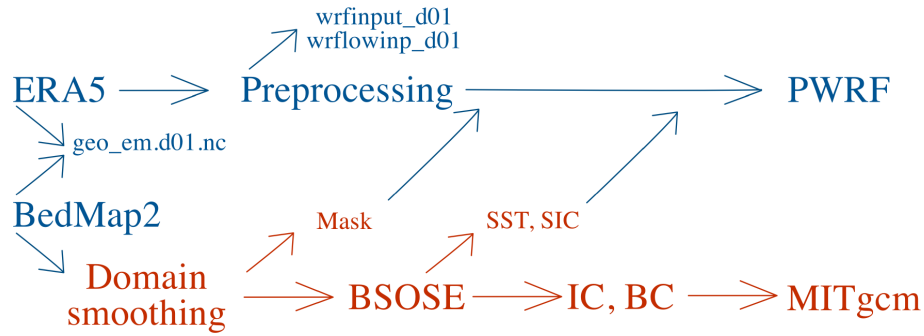 wrfinput_d01
wrflowinp_d01
ERA5
Preprocessing
PWRF
geo_em.d01.nc
BedMap2
Mask
SST, SIC
Domain
smoothing
BSOSE
IC, BC
MITgcm